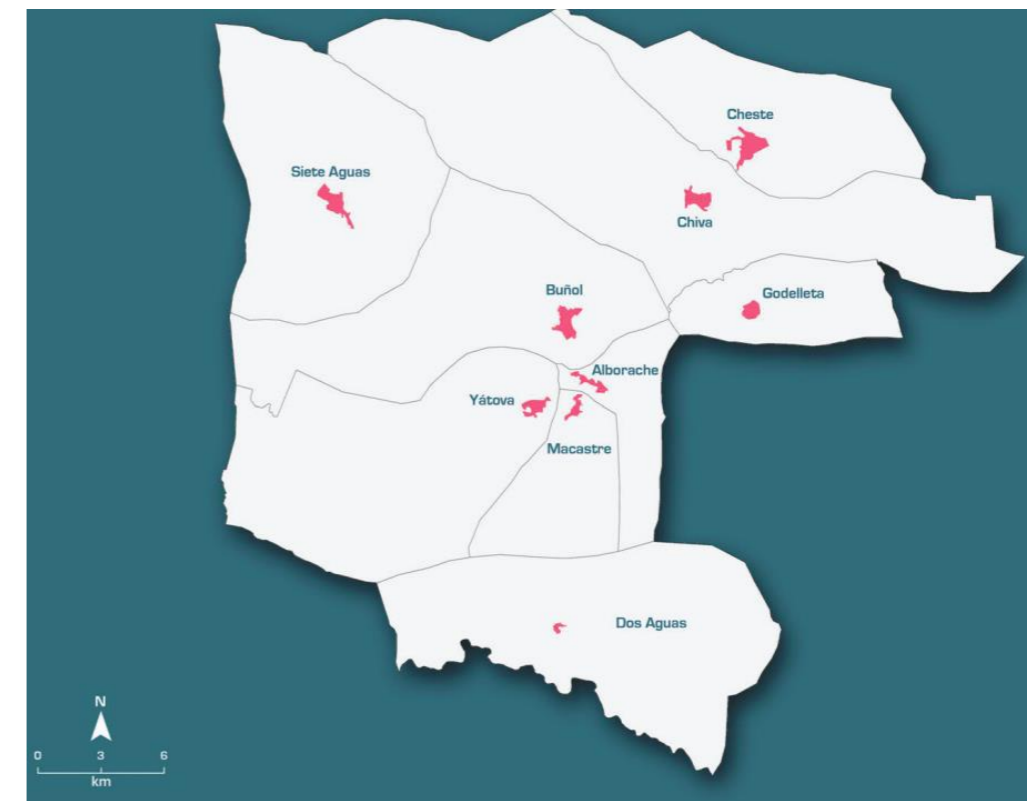 Cheste
Siete Aguas
Chiva
Buñol
Godelleta
Alborache
Yátova
Macastre
Dos Aguas
N
0 3 6
km